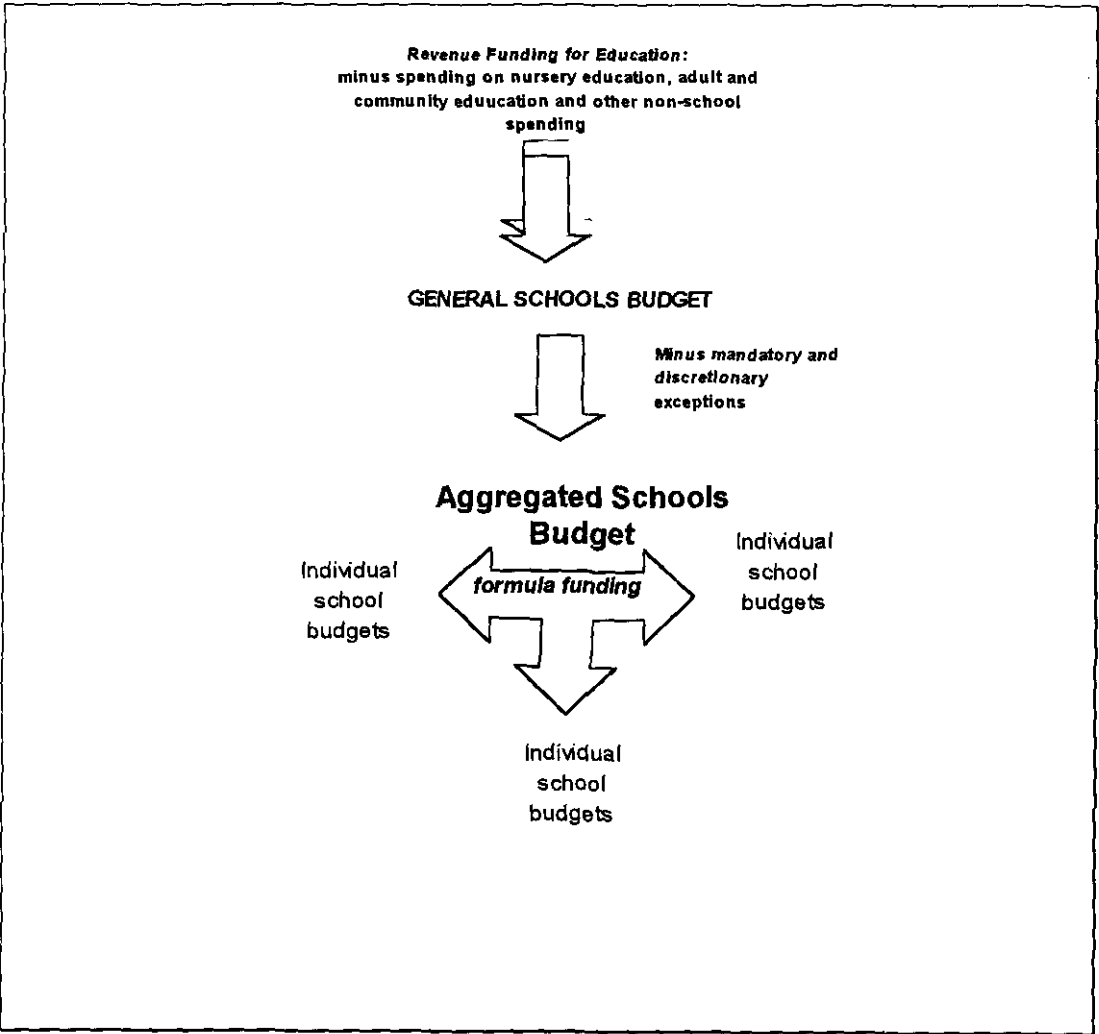 Revenue Funding for Education:
minus spending on nursery education, adult and
community eduucation and other non-school
spending
GENERAL SCHOOLS BUDGET
Minus mandatory and
discretionary
exceptions
Aggregated Schools
Budget
formula funding
Individual
school
budgets
Individual
school
budgets
Individual
school
budgets